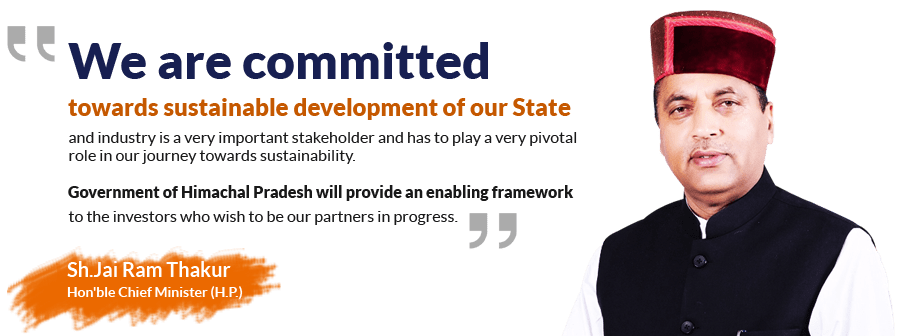 We are committed
towards sustainable development of our State
and industry is a very important stakeholder and has to play a very pivotal
role in our journey towards sustainability.
Government of Himachal Pradesh will provide an enabling framework
to the investors who wish to be our partners in progress.
Sh.Jai Ram Thakur
Hon'ble Chief Minister (H.P.)